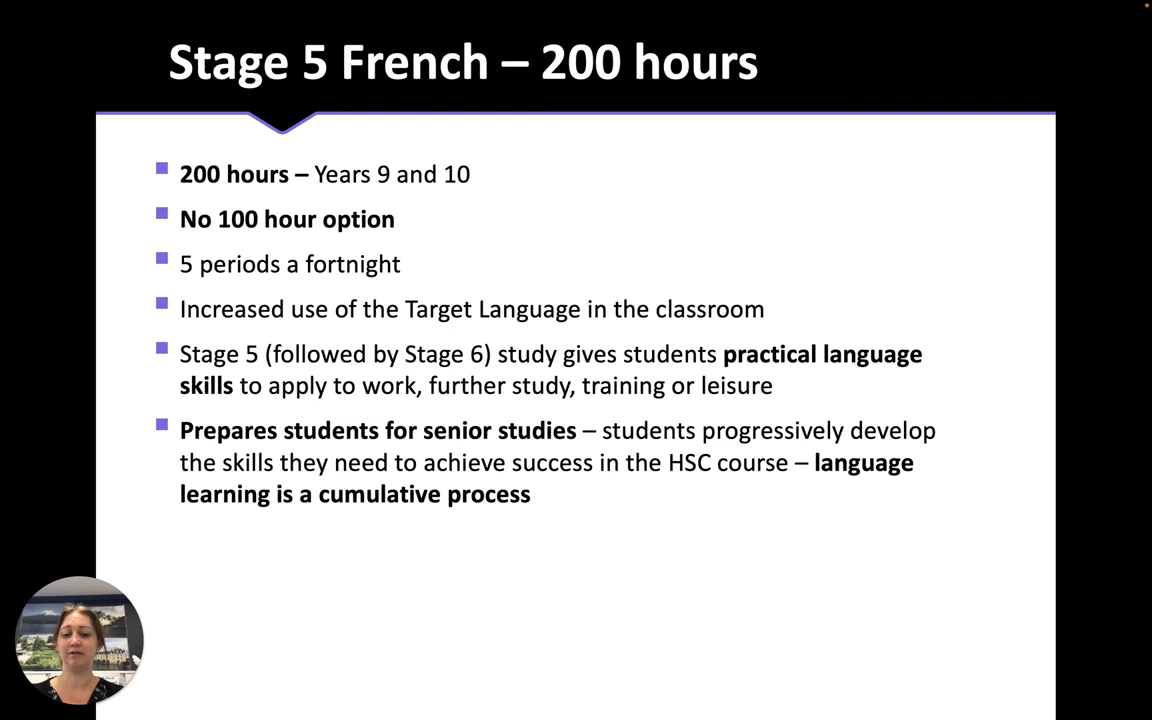 Stage 5 French – 200 hours
200 hours – Years 9 and 10
No 100 hour option
5 periods a fortnight
Increased use of the Target Language in the classroom
Stage 5 (followed by Stage 6) study gives students practical language
skills to apply to work, further study, training or leisure
Prepares students for senior studies – students progressively develop
the skills they need to achieve success in the HSC course – language
learning is a cumulative process